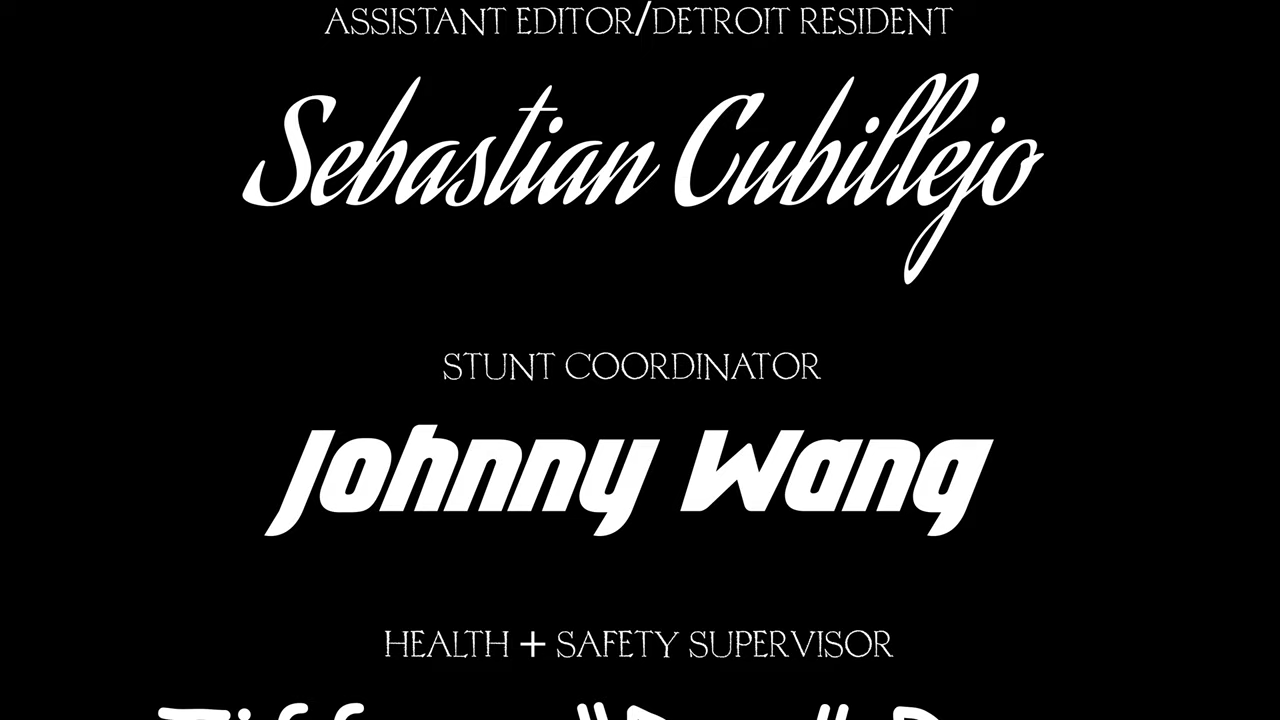 ASSISTANT EDITOR/DETROIT RESIDENT
Sebastian Cubillejo
STUNT COORDINATOR
Johnny Wang
HEALTH + SAFETY SUPERVISOR